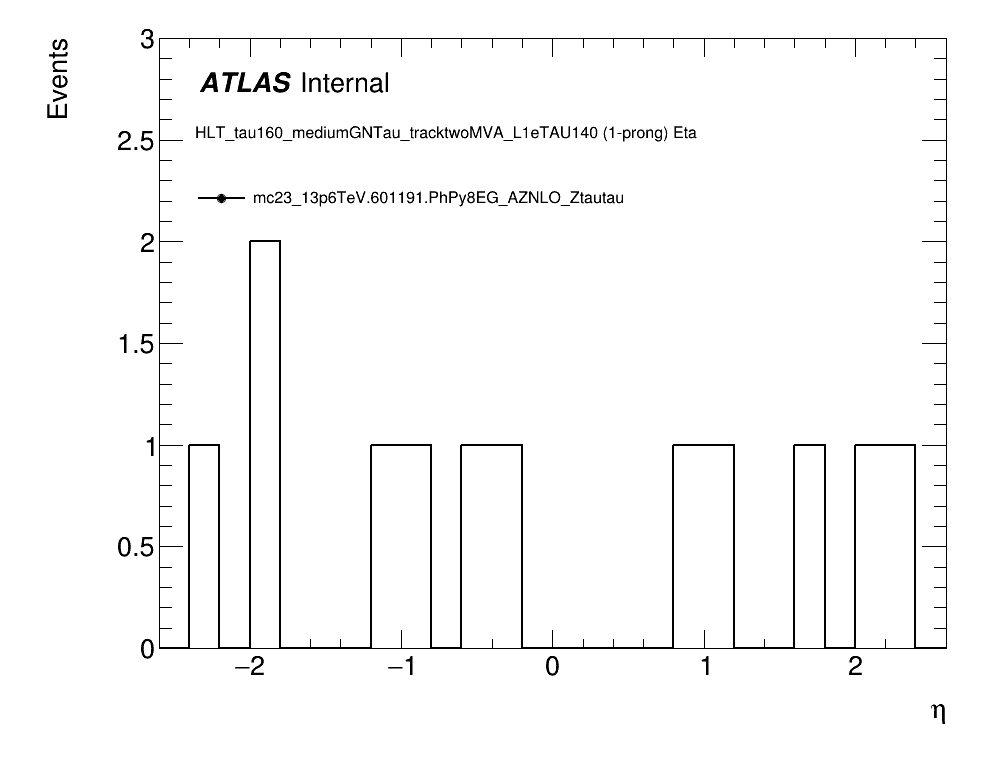 Events
3
ATLAS Internal
HLT_tau160_mediumGNTau_tracktwoMVA_L1eTAU140 (1-prong) Eta
2.5
mc23_13p6TeV.601191.PhPy8EG_AZNLO_Ztautau
2
1.5
1
0.5
0
−2 −1 0 1 2
η